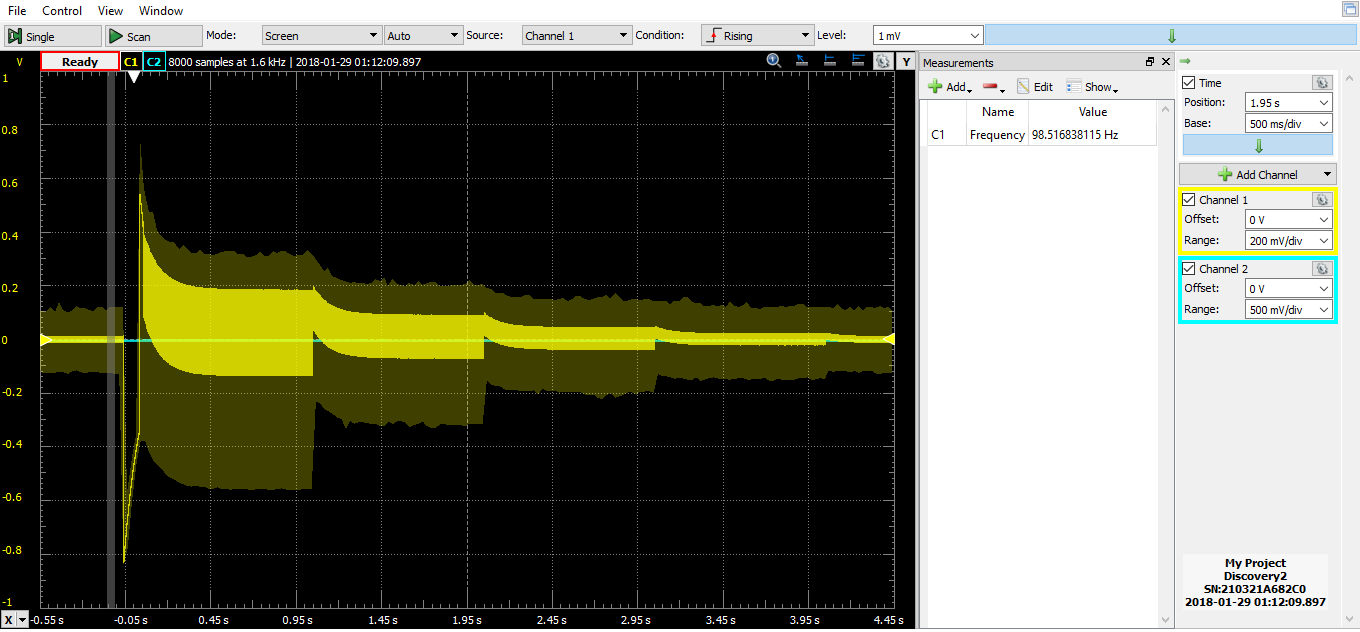 File Control View Window
Single Scan Mode: Screen Auto Source: Channel 1 Condition: Rising Level: 1 mV
V Ready C1 C2 8000 samples at 1.6 kHz | 2018-01-29 01:12:09.897 Y
1
0.8
0.6
0.4
0.2
0
-0.2
-0.4
-0.6
-0.8
-1
X -0.55 s -0.05 s 0.45 s 0.95 s 1.45 s 1.95 s 2.45 s 2.95 s 3.45 s 3.95 s 4.45 s
Measurements
Add Edit Show
Name Value
C1 Frequency 98.516838115 Hz
Time
Position: 1.95 s
Base: 500 ms/div
Add Channel
Channel 1
Offset: 0 V
Range: 200 mV/div
Channel 2
Offset: 0 V
Range: 500 mV/div
My Project
Discovery2
SN:210321A682C0
2018-01-29 01:12:09.897